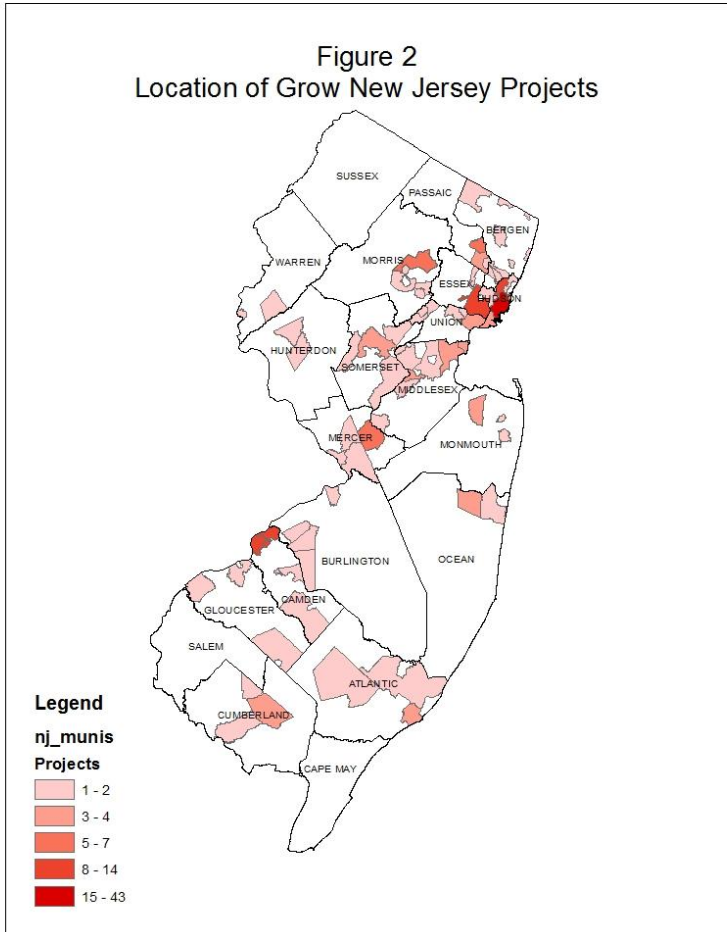 Figure 2
Location of Grow New Jersey Projects
SUSSEX
PASSAIC
BERGEN
WARREN
MORRIS
ESSEX
HUDSON
UNION
HUNTERDON
SOMERSET
MIDDLESEX
MERCER
MONMOUTH
OCEAN
BURLINGTON
CAMDEN
GLOUCESTER
SALEM
ATLANTIC
CUMBERLAND
CAPE MAY
Legend
nj_munis
Projects
1 - 2
3 - 4
5 - 7
8 - 14
15 - 43